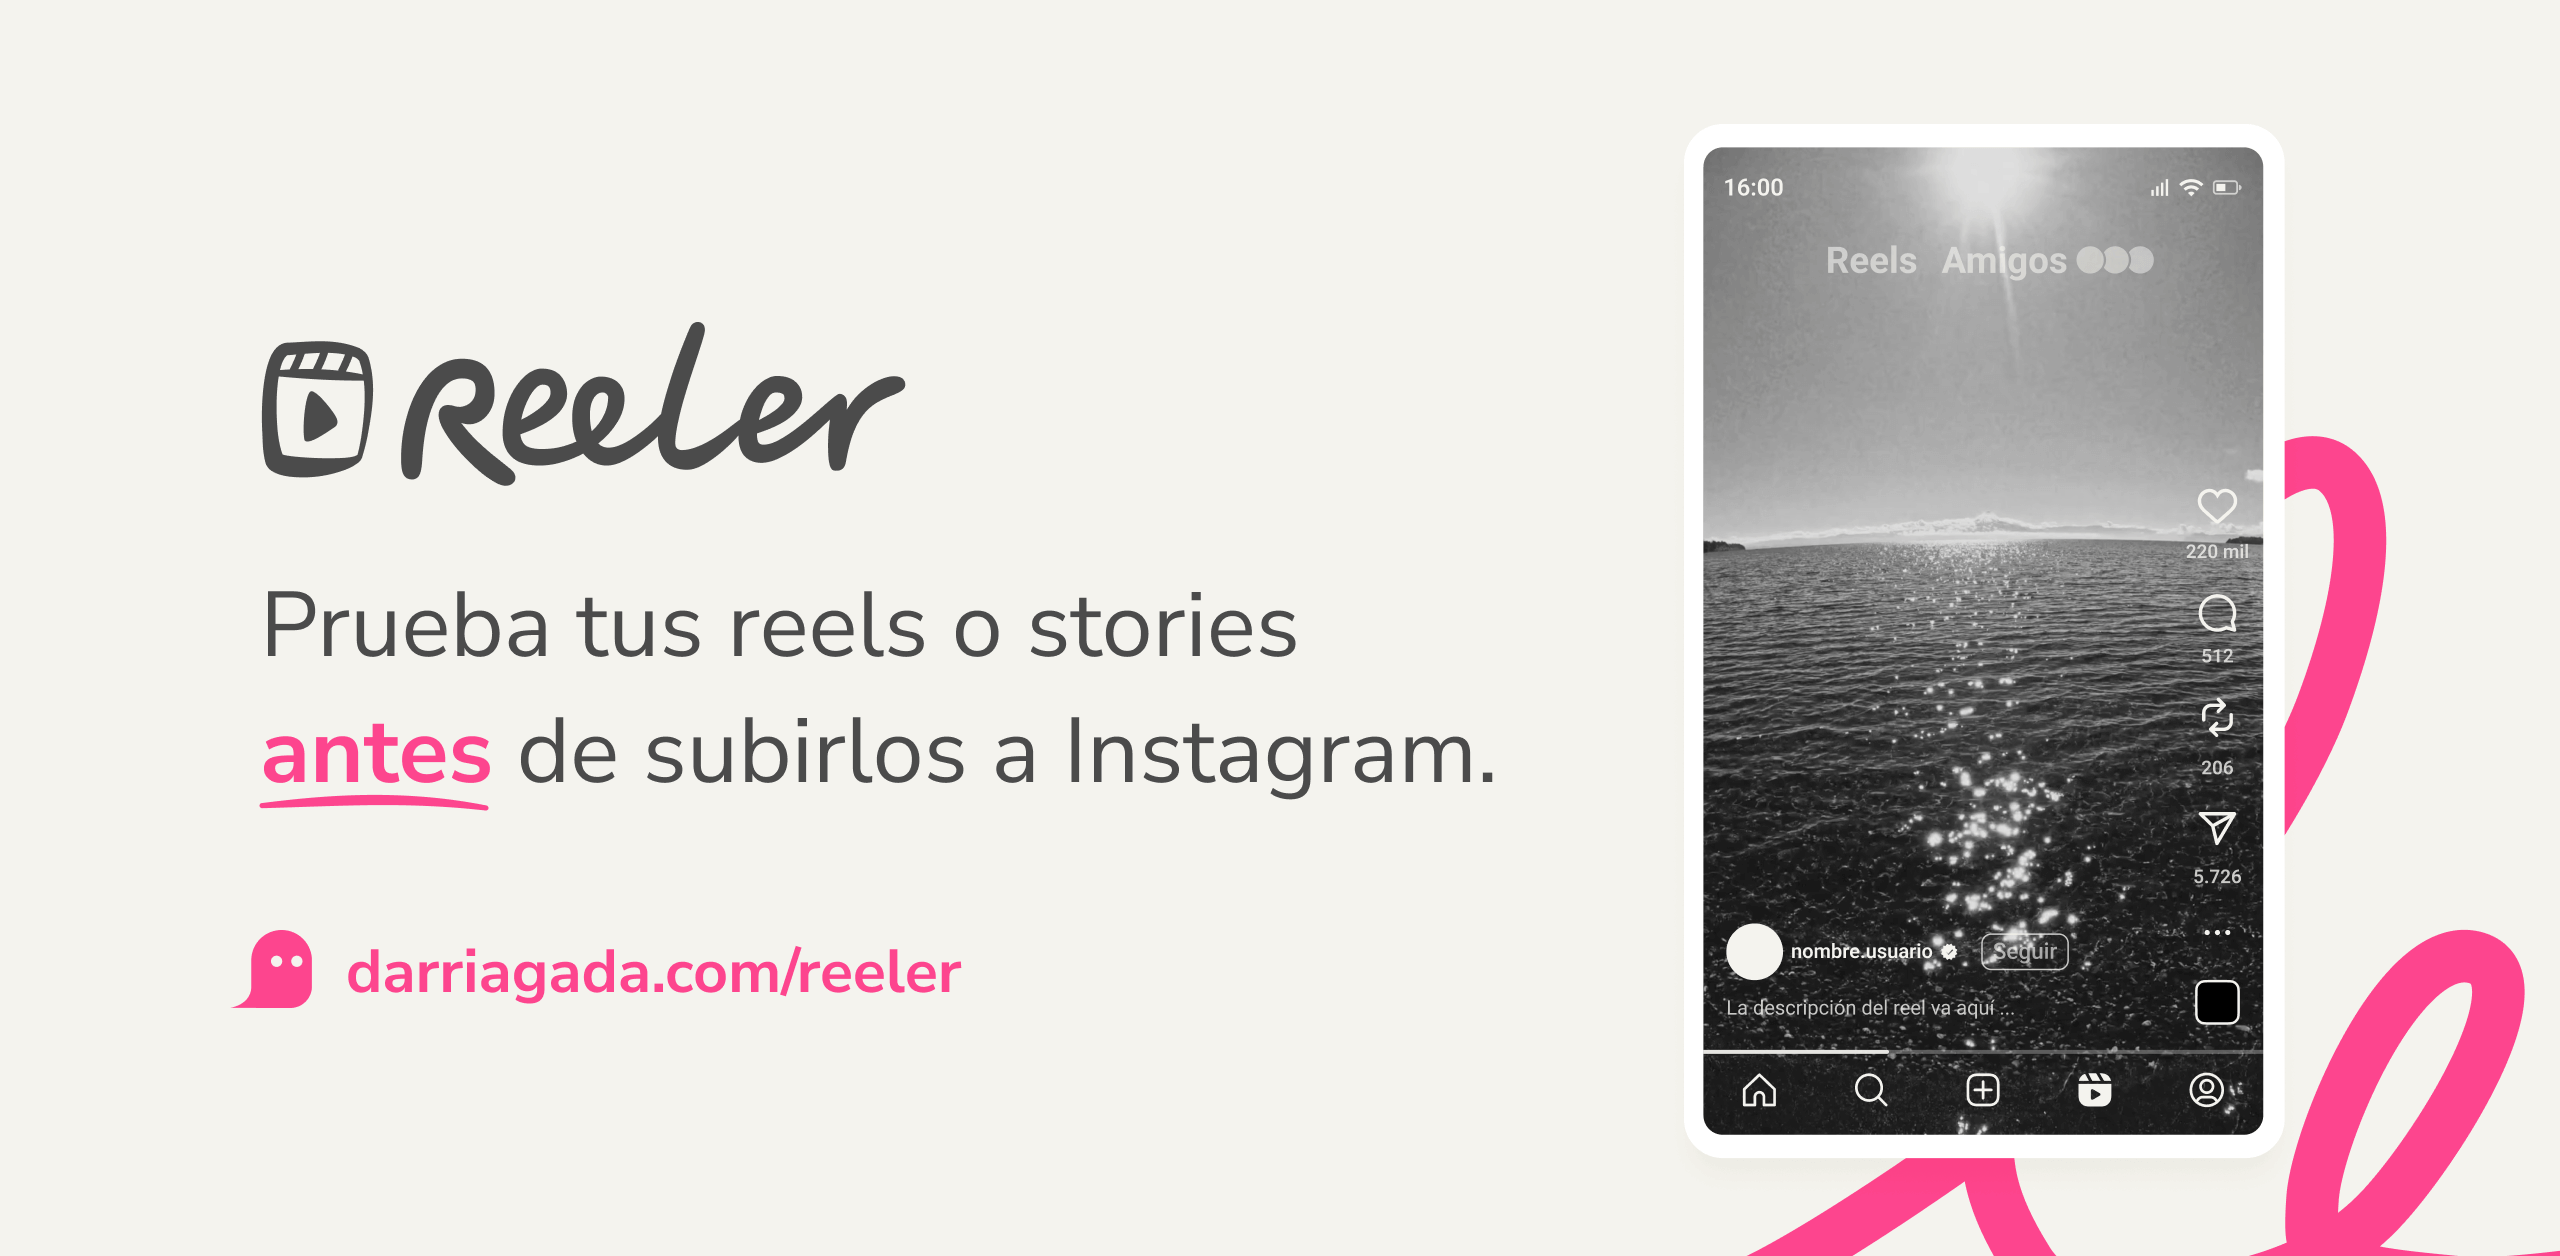 Reeler
Prueba tus reels o stories
antes de subirlos a Instagram.
darriagada.com/reeler
16:00
Reels Amigos
220 mil
512
206
5.726
nombre.usuario Seguir
La descripción del reel va aquí ...